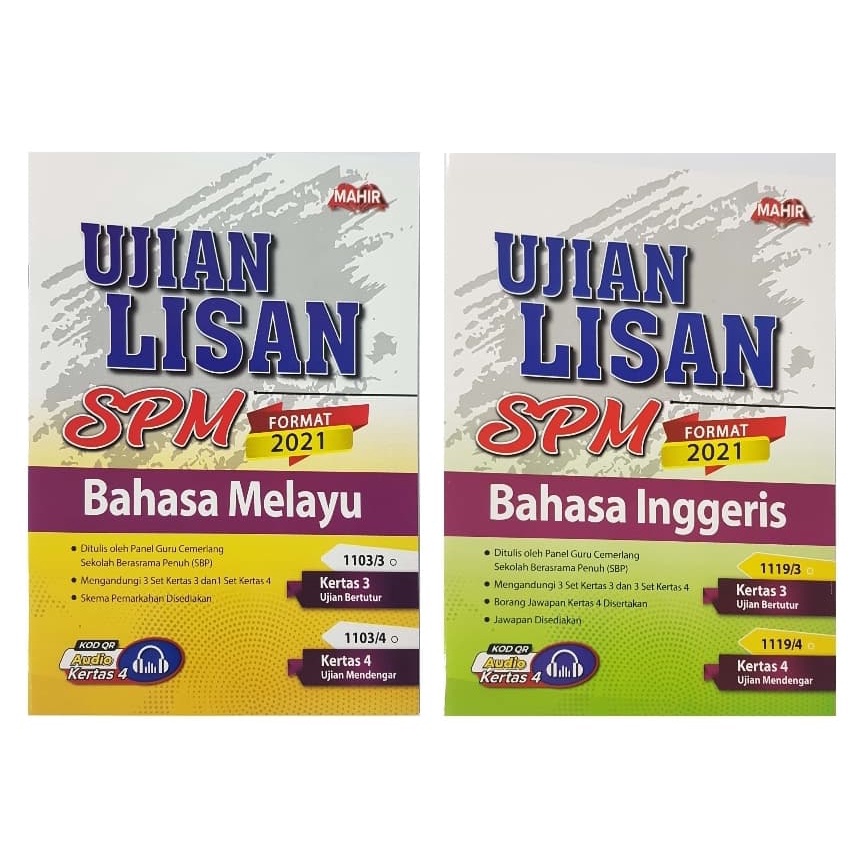 MAHIR
UJIAN
LISAN
SPM
FORMAT
2021
Bahasa Melayu
• Ditulis oleh Panel Guru Cemerlang
Sekolah Berasrama Penuh (SBP)
• Mengandungi 3 Set Kertas 3 dan1 Set Kertas 4
• Skema Pemarkahan Disediakan
1103/3
Kertas 3
Ujian Bertutur
1103/4
Kertas 4
Ujian Mendengar
KOD QR
Audio
Kertas 4
MAHIR
UJIAN
LISAN
SPM
FORMAT
2021
Bahasa Inggeris
• Ditulis oleh Panel Guru Cemerlang
Sekolah Berasrama Penuh (SBP)
• Mengandungi 3 Set Kertas 3 dan 3 Set Kertas 4
• Borang Jawapan Kertas 4 Disertakan
• Jawapan Disediakan
1119/3
Kertas 3
Ujian Bertutur
1119/4
Kertas 4
Ujian Mendengar
KOD QR
Audio
Kertas 4